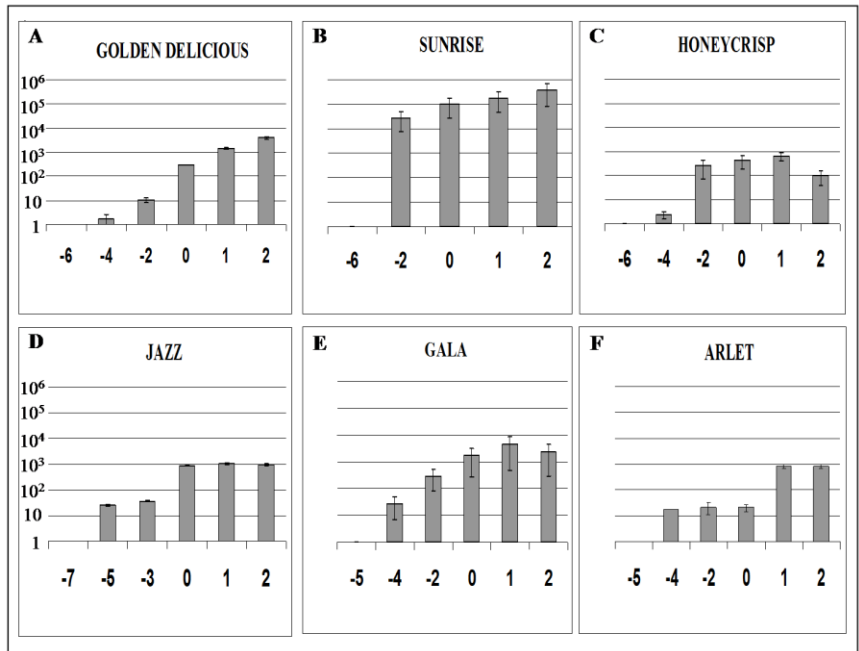 A
GOLDEN DELICIOUS
10⁶
10⁵
10⁴
10³
10²
10
1
-6 -4 -2 0 1 2
B
SUNRISE
-6 -2 0 1 2
C
HONEYCRISP
-6 -4 -2 0 1 2
D
JAZZ
10⁶
10⁵
10⁴
10³
10²
10
1
-7 -5 -3 0 1 2
E
GALA
-5 -4 -2 0 1 2
F
ARLET
-5 -4 -2 0 1 2